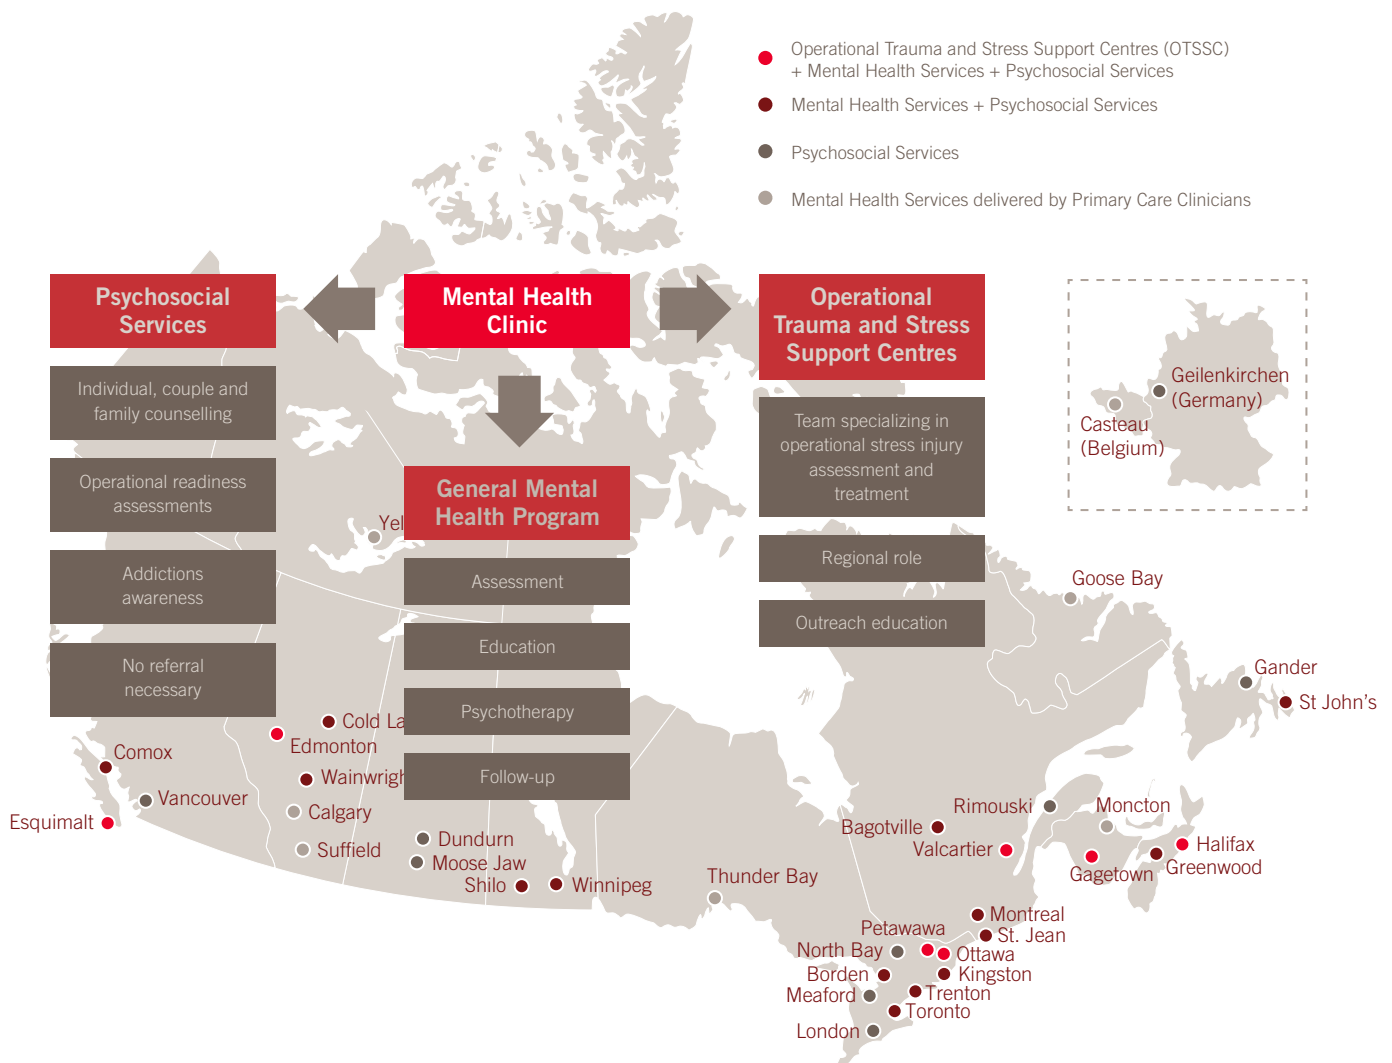 Operational Trauma and Stress Support Centres (OTSSC)
+ Mental Health Services + Psychosocial Services
Mental Health Services + Psychosocial Services
Psychosocial Services
Mental Health Services delivered by Primary Care Clinicians
Psychosocial
Services
Individual, couple and
family counselling
Operational readiness
assessments
Addictions
awareness
No referral
necessary
Mental Health
Clinic
General Mental
Health Program
Assessment
Education
Psychotherapy
Follow-up
Operational
Trauma and Stress
Support Centres
Team specializing in
operational stress injury
assessment and
treatment
Regional role
Outreach education
Geilenkirchen
(Germany)
Casteau
(Belgium)
Yel
Goose Bay
Gander
St John's
Cold La
Edmonton
Comox
Wainwrigh
Vancouver
Calgary
Esquimalt
Suffield
Dundurn
Moose Jaw
Shilo
Winnipeg
Thunder Bay
Rimouski
Moncton
Bagotville
Valcartier
Halifax
Gagetown
Greenwood
Montreal
Petawawa
St. Jean
North Bay
Ottawa
Borden
Kingston
Meaford
Trenton
Toronto
London